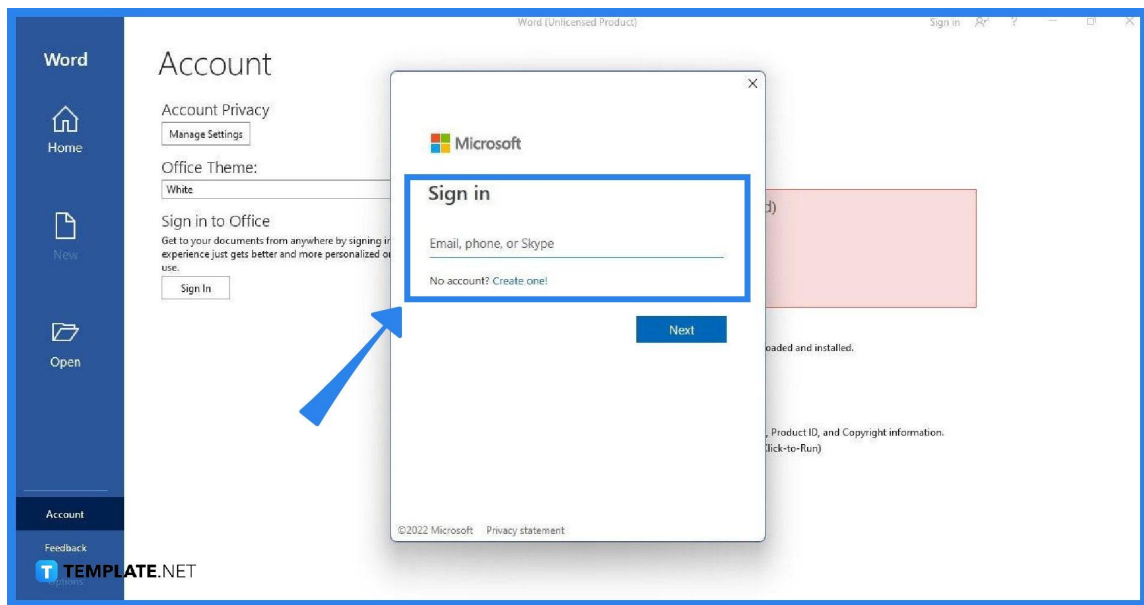 Word (Unlicensed Product)
Sign in ?
Word
Home
New
Open
Account
Feedback
Options
Account
Account Privacy
Manage Settings
Office Theme:
White
Sign in to Office
Get to your documents from anywhere by signing in
experience just gets better and more personalized
use.
Sign In
Microsoft
Sign in
Email, phone, or Skype
No account? Create one!
Next
©2022 Microsoft Privacy statement
d)
oaded and installed.
, Product ID, and Copyright information.
Click-to-Run)
T TEMPLATE.NET